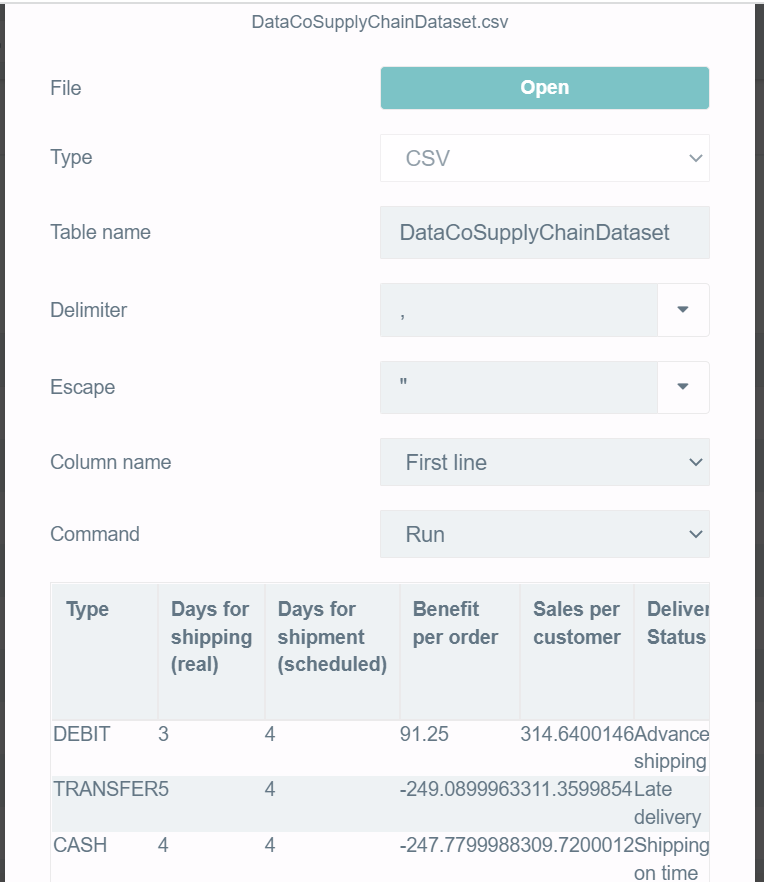 DataCoSupplyChainDataset.csv
File Open
Type CSV
Table name DataCoSupplyChainDataset
Delimiter ,
Escape "
Column name First line
Command Run
Type Days for shipping (real) Days for shipment (scheduled) Benefit per order Sales per customer Deliver Status
DEBIT 3 4 91.25 314.6400146 Advance shipping
TRANSFER 5 4 -249.0899963 311.3599854 Late delivery
CASH 4 4 -247.7799988 309.7200012 Shipping on time